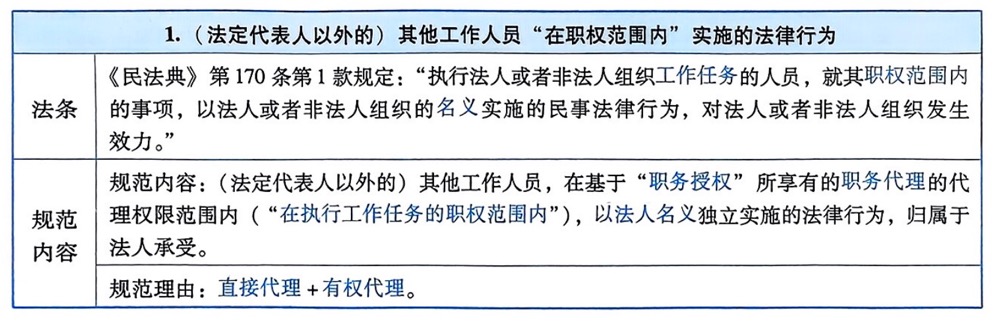 1.（法定代表人以外的）其他工作人员“在职权范围内”实施的法律行为
法条
《民法典》第170条第1款规定：“执行法人或者非法人组织工作任务的人员，就其职权范围内
的事项，以法人或者非法人组织的名义实施的民事法律行为，对法人或者非法人组织发生
效力。”
规范
内容
规范内容：（法定代表人以外的）其他工作人员，在基于“职务授权”所享有的职务代理的代
理权限范围内（“在执行工作任务的职权范围内”），以法人名义独立实施的法律行为，归属于
法人承受。
规范理由：直接代理+有权代理。